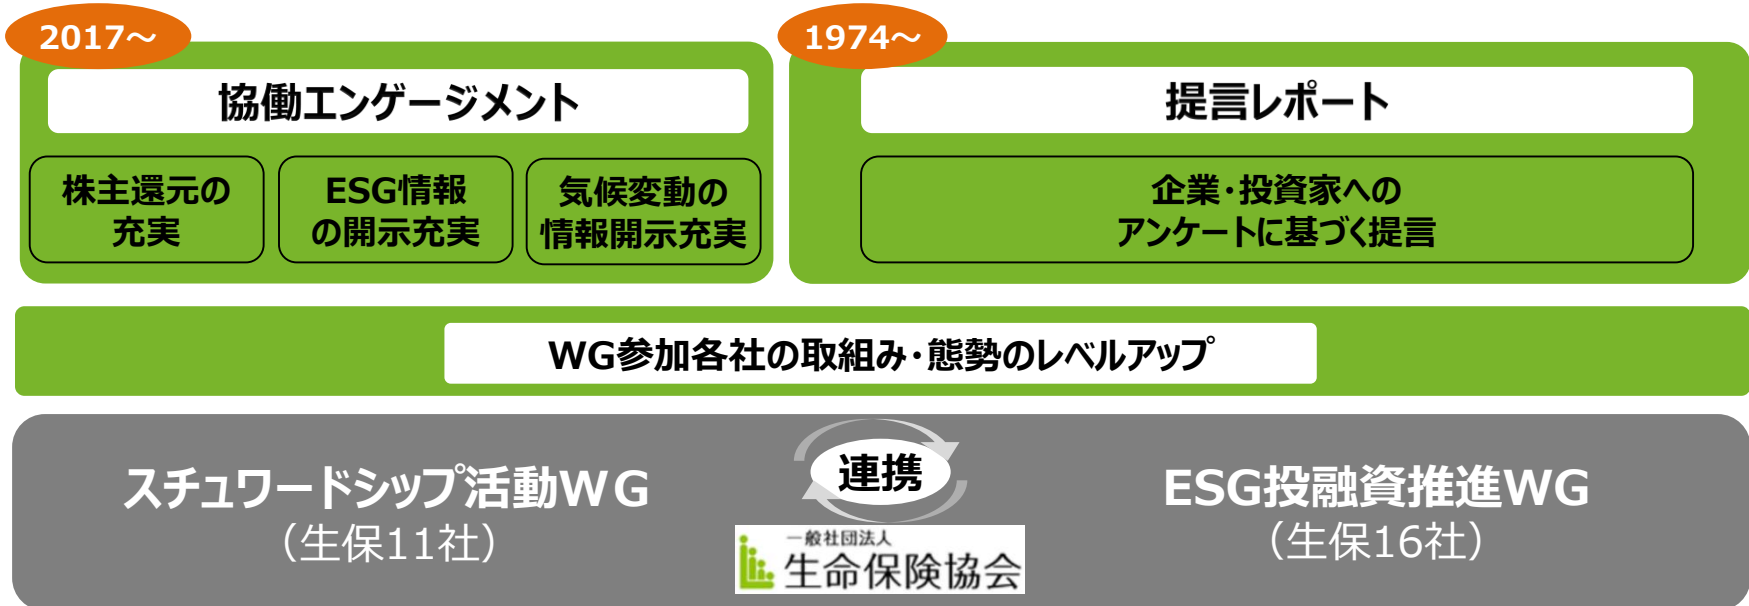 2017～
協働エンゲージメント
株主還元の
充実
ESG情報
の開示充実
気候変動の
情報開示充実
1974～
提言レポート
企業・投資家への
アンケートに基づく提言
WG参加各社の取組み・態勢のレベルアップ
スチュワードシップ活動WG
（生保11社）
連携
一般社団法人
生命保険協会
ESG投融資推進WG
（生保16社）